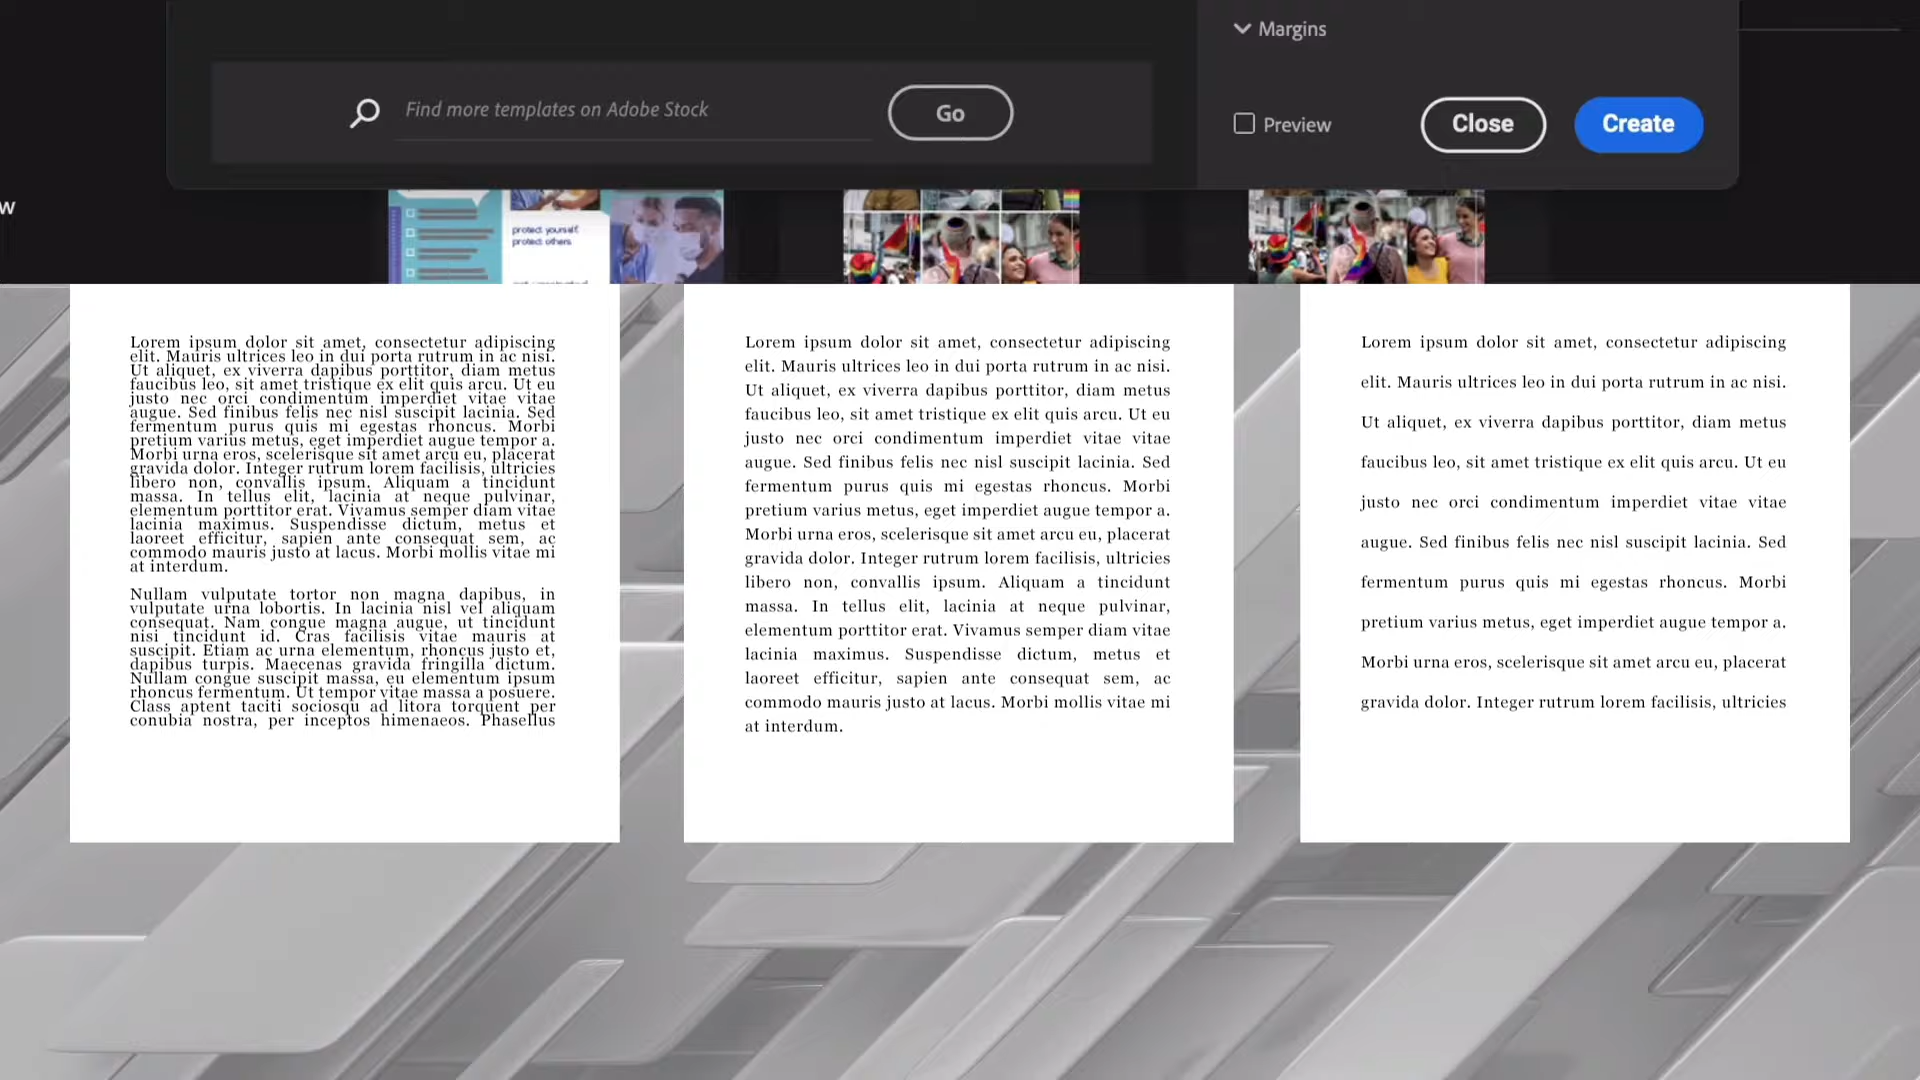 Margins
Find more templates on Adobe Stock
Go
Preview
Close
Create
w
protect yourself,
protect others
Lorem ipsum dolor sit amet, consectetur adipiscing
elit. Mauris ultrices leo in dui porta rutrum in ac nisi.
Ut aliquet, ex viverra dapibus porttitor, diam metus
faucibus leo, sit amet tristique ex elit quis arcu. Ut eu
justo nec orci condimentum imperdiet vitae vitae
augue. Sed finibus felis nec nisl suscipit lacinia. Sed
fermentum purus quis mi egestas rhoncus. Morbi
pretium varius metus, eget imperdiet augue tempor a.
Morbi urna eros, scelerisque sit amet arcu eu, placerat
gravida dolor. Integer rutrum lorem facilisis, ultricies
libero non, convallis ipsum. Aliquam a tincidunt
massa. In tellus elit, lacinia at neque pulvinar,
elementum porttitor erat. Vivamus semper diam vitae
lacinia maximus. Suspendisse dictum, metus et
laoreet efficitur, sapien ante consequat sem, ac
commodo mauris justo at lacus. Morbi mollis vitae mi
at interdum.
Nullam vulputate tortor non magna dapibus, in
vulputate urna lobortis. In lacinia nisl vel aliquam
consequat. Nam congue magna augue, ut tincidunt
nisi tincidunt id. Cras facilisis vitae mauris at
suscipit. Etiam ac urna elementum, rhoncus justo et,
dapibus turpis. Maecenas gravida fringilla dictum.
Nullam congue suscipit massa, eu elementum ipsum
rhoncus fermentum. Ut tempor vitae massa a posuere.
Class aptent taciti sociosqu ad litora torquent per
conubia nostra, per inceptos himenaeos. Phasellus
Lorem ipsum dolor sit amet, consectetur adipiscing
elit. Mauris ultrices leo in dui porta rutrum in ac nisi.
Ut aliquet, ex viverra dapibus porttitor, diam metus
faucibus leo, sit amet tristique ex elit quis arcu. Ut eu
justo nec orci condimentum imperdiet vitae vitae
augue. Sed finibus felis nec nisl suscipit lacinia. Sed
fermentum purus quis mi egestas rhoncus. Morbi
pretium varius metus, eget imperdiet augue tempor a.
Morbi urna eros, scelerisque sit amet arcu eu, placerat
gravida dolor. Integer rutrum lorem facilisis, ultricies
libero non, convallis ipsum. Aliquam a tincidunt
massa. In tellus elit, lacinia at neque pulvinar,
elementum porttitor erat. Vivamus semper diam vitae
lacinia maximus. Suspendisse dictum, metus et
laoreet efficitur, sapien ante consequat sem, ac
commodo mauris justo at lacus. Morbi mollis vitae mi
at interdum.
Lorem ipsum dolor sit amet, consectetur adipiscing
elit. Mauris ultrices leo in dui porta rutrum in ac nisi.
Ut aliquet, ex viverra dapibus porttitor, diam metus
faucibus leo, sit amet tristique ex elit quis arcu. Ut eu
justo nec orci condimentum imperdiet vitae vitae
augue. Sed finibus felis nec nisl suscipit lacinia. Sed
fermentum purus quis mi egestas rhoncus. Morbi
pretium varius metus, eget imperdiet augue tempor a.
Morbi urna eros, scelerisque sit amet arcu eu, placerat
gravida dolor. Integer rutrum lorem facilisis, ultricies